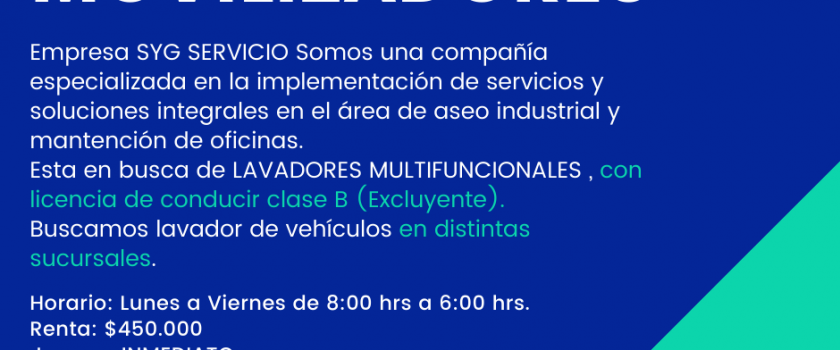 MOVILIZADORES
Empresa SYG SERVICIO Somos una compañía
especializada en la implementación de servicios y
soluciones integrales en el área de aseo industrial y
mantención de oficinas.
Esta en busca de LAVADORES MULTIFUNCIONALES , con
licencia de conducir clase B (Excluyente).
Buscamos lavador de vehículos en distintas
sucursales.
Horario: Lunes a Viernes de 8:00 hrs a 6:00 hrs.
Renta: $450.000
INMEDIATO